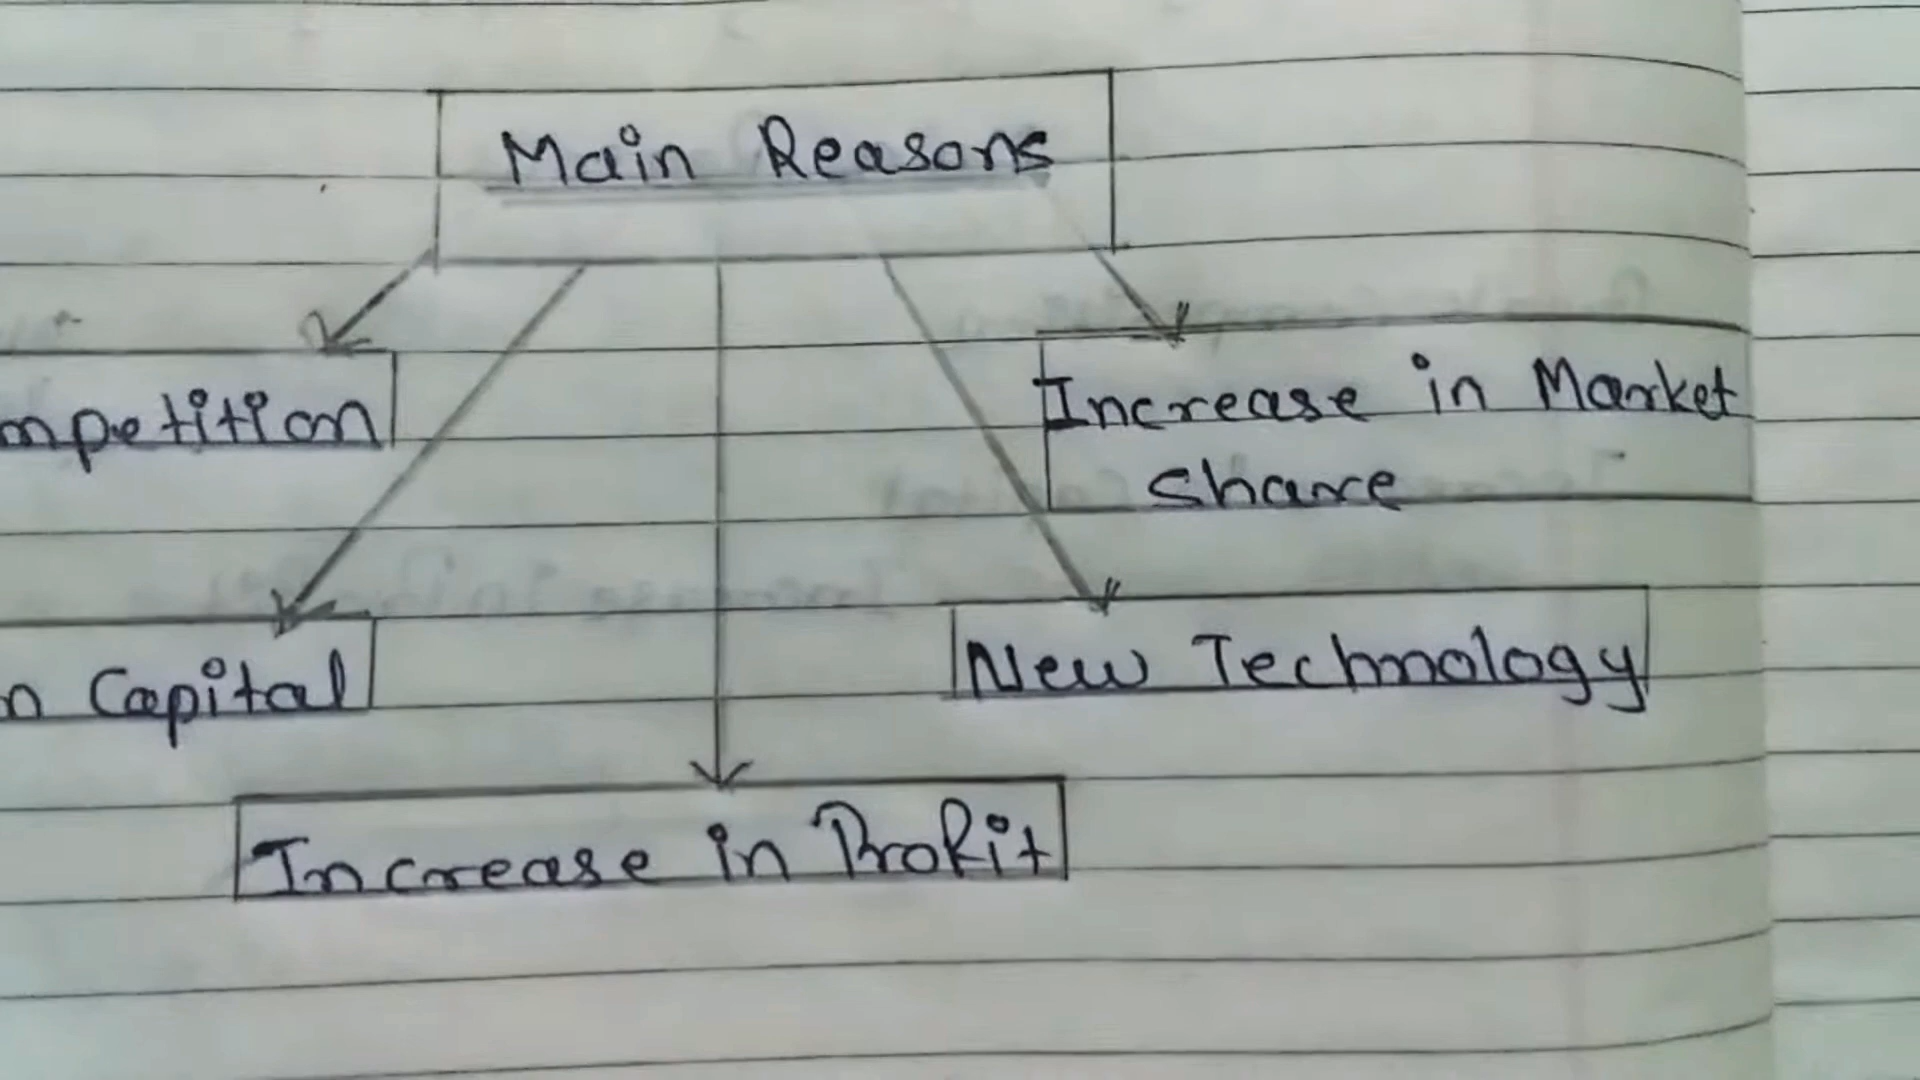 Main Reasons
mpetition
Increase in Market
Share
n Capital
New Technology
Increase in Profit